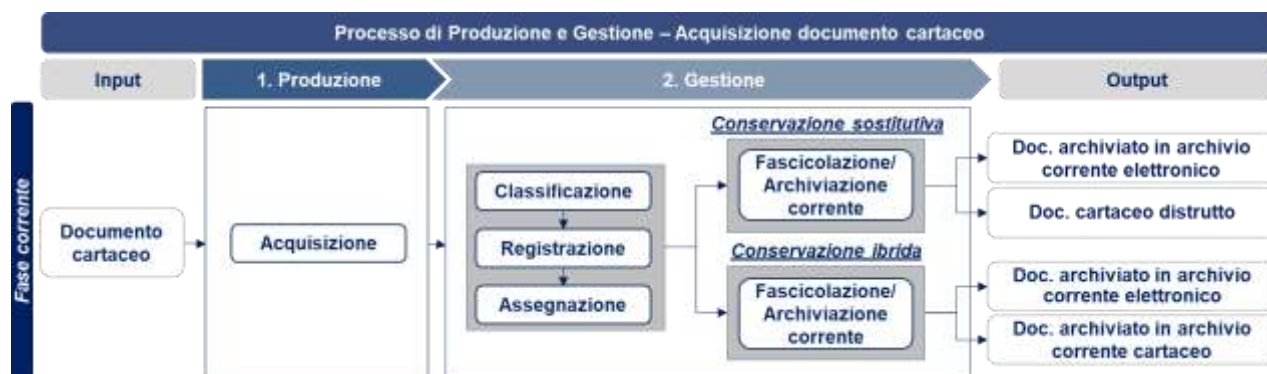 Processo di Produzione e Gestione – Acquisizione documento cartaceo
Input
1. Produzione
2. Gestione
Output
Fase corrente
Documento
cartaceo
Acquisizione
Classificazione
Registrazione
Assegnazione
Conservazione sostitutiva
Fascicolazione/
Archiviazione
corrente
Conservazione ibrida
Fascicolazione/
Archiviazione
corrente
Doc. archiviato in archivio
corrente elettronico
Doc. cartaceo distrutto
Doc. archiviato in archivio
corrente elettronico
Doc. archiviato in archivio
corrente cartaceo